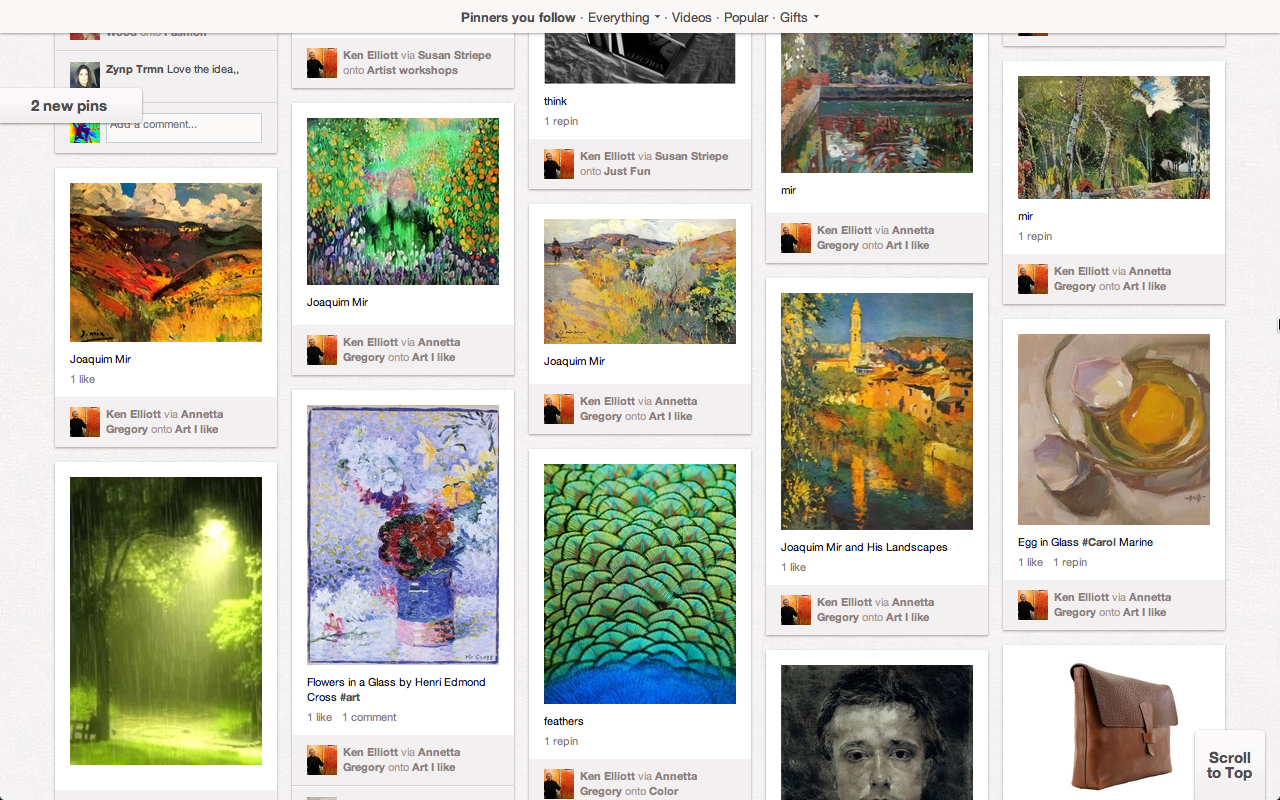 Pinners you follow · Everything · Videos · Popular · Gifts
Wood onto Fashion
Zynp Trmn Love the idea,,
2 new pins
Add a comment...
Joaquim Mir
1 like
Ken Elliott via Annetta
Gregory onto Art I like
Ken Elliott via Susan Striepe
onto Artist workshops
Joaquim Mir
Ken Elliott via Annetta
Gregory onto Art I like
Flowers in a Glass by Henri Edmond
Cross #art
1 like 1 comment
Ken Elliott via Annetta
Gregory onto Art I like
think
1 repin
Ken Elliott via Susan Striepe
onto Just Fun
Joaquim Mir
Ken Elliott via Annetta
Gregory onto Art I like
feathers
1 repin
Ken Elliott via Annetta
Gregory onto Color
mir
Ken Elliott via Annetta
Gregory onto Art I like
Joaquim Mir and His Landscapes
1 like
Ken Elliott via Annetta
Gregory onto Art I like
mir
1 repin
Ken Elliott via Annetta
Gregory onto Art I like
Egg in Glass #Carol Marine
1 like 1 repin
Ken Elliott via Annetta
Gregory onto Art I like
Scroll
to Top